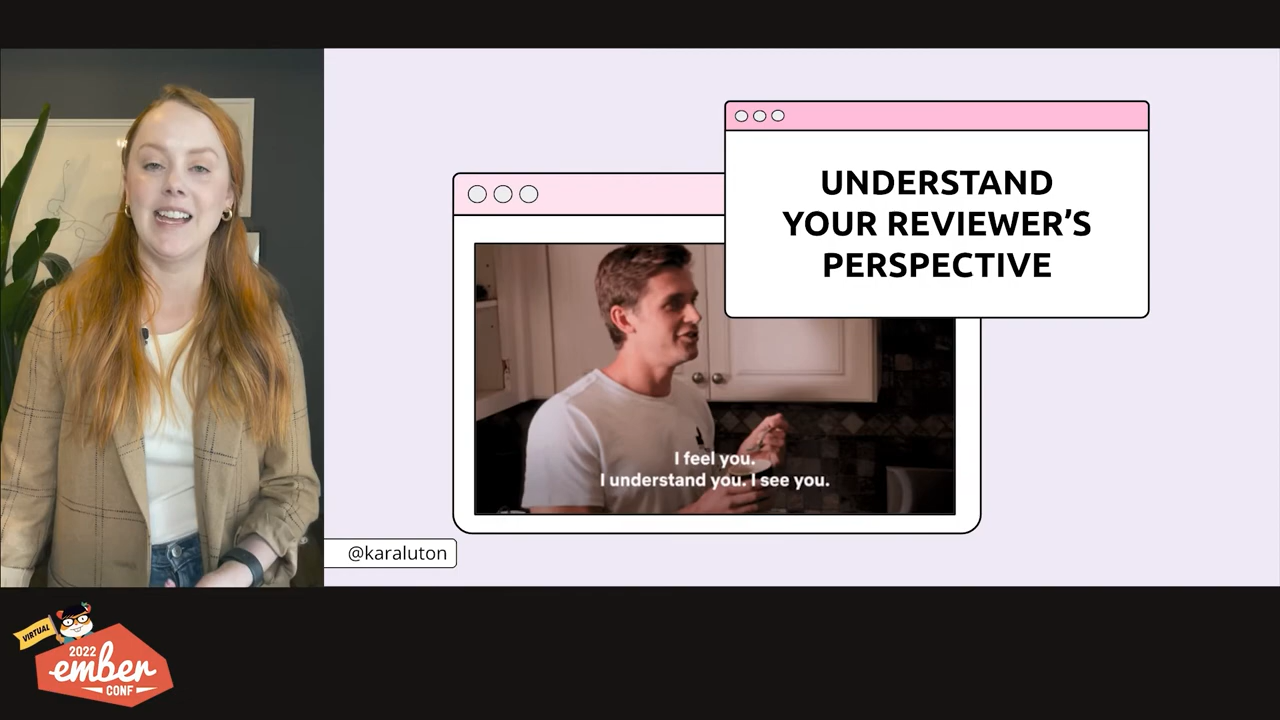 UNDERSTAND
YOUR REVIEWER’S
PERSPECTIVE
I feel you.
I understand you. I see you.
@karaluton
VIRTUAL
2022
ember
CONF